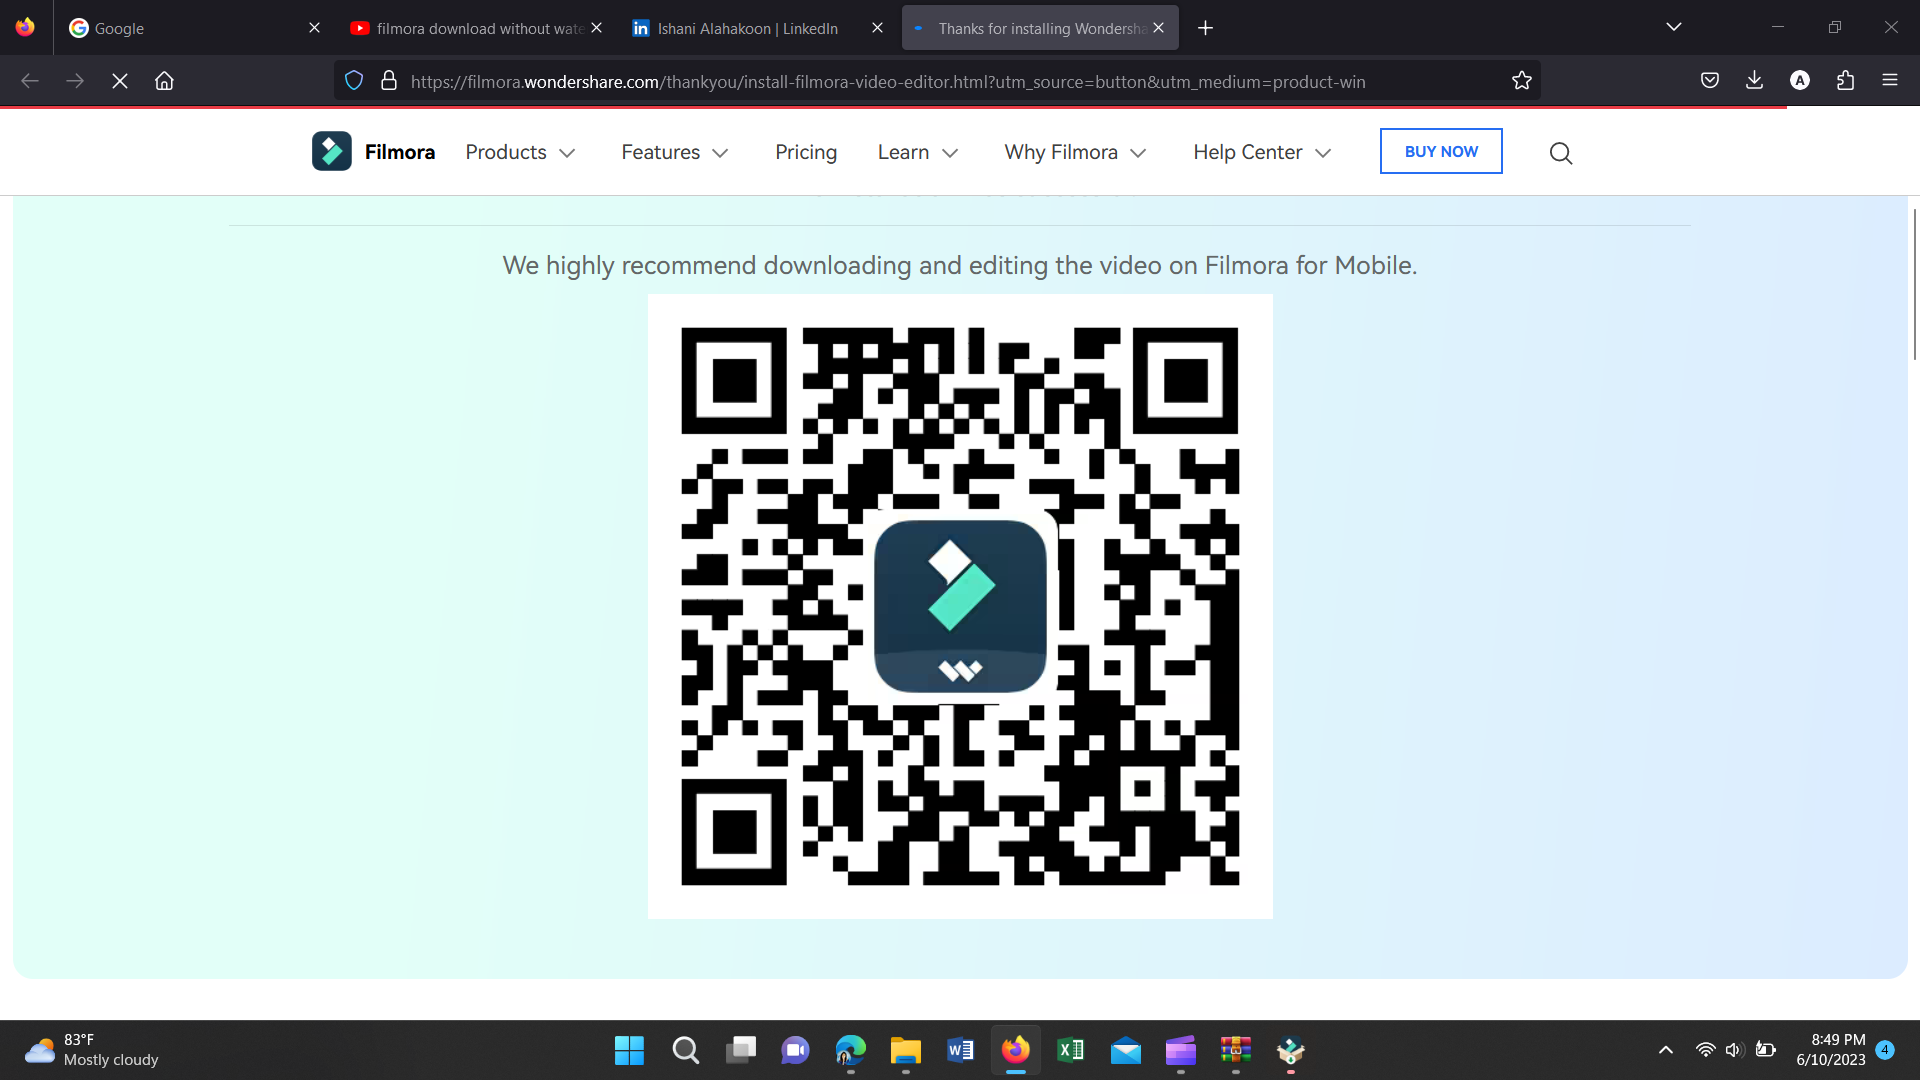 Google
filmora download without wate
Ishani Alahakoon | LinkedIn
Thanks for installing Wondersha
https://filmora.wondershare.com/thankyou/install-filmora-video-editor.html?utm_source=button&utm_medium=product-win
A
Filmora
Products
Features
Pricing
Learn
Why Filmora
Help Center
BUY NOW
We highly recommend downloading and editing the video on Filmora for Mobile.
83°F
Mostly cloudy
8:49 PM
6/10/2023
4